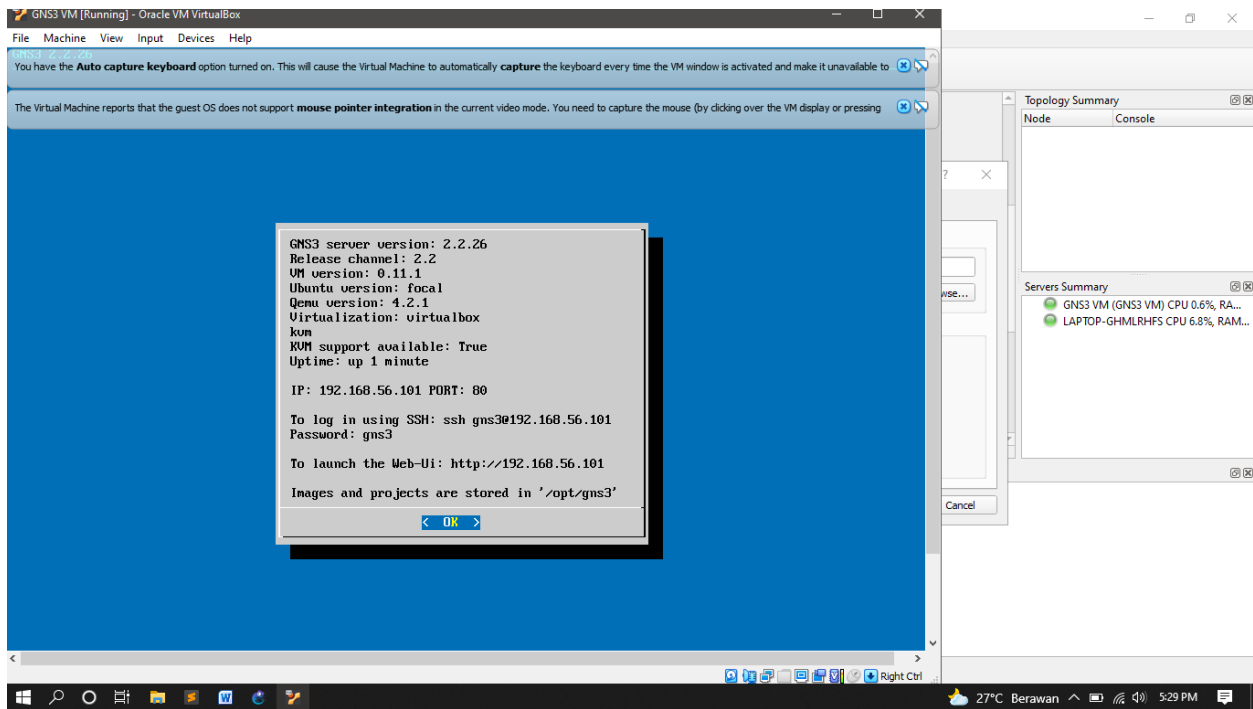 GNS3 VM [Running] - Oracle VM VirtualBox
File Machine View Input Devices Help
GNS3 2.2.26
You have the Auto capture keyboard option turned on. This will cause the Virtual Machine to automatically capture the keyboard every time the VM window is activated and make it unavailable to
The Virtual Machine reports that the guest OS does not support mouse pointer integration in the current video mode. You need to capture the mouse (by clicking over the VM display or pressing
GNS3 server version: 2.2.26
Release channel: 2.2
VM version: 0.11.1
Ubuntu version: focal
Qemu version: 4.2.1
Virtualization: virtualbox
kvm
KVM support available: True
Uptime: up 1 minute
IP: 192.168.56.101 PORT: 80
To log in using SSH: ssh gns3@192.168.56.101
Password: gns3
To launch the Web-Ui: http://192.168.56.101
Images and projects are stored in '/opt/gns3'
< OK >
Right Ctrl
?
wse...
Cancel
Topology Summary
Node Console
Servers Summary
GNS3 VM (GNS3 VM) CPU 0.6%, RA...
LAPTOP-GHMLRHFS CPU 6.8%, RAM...
27°C Berawan 5:29 PM